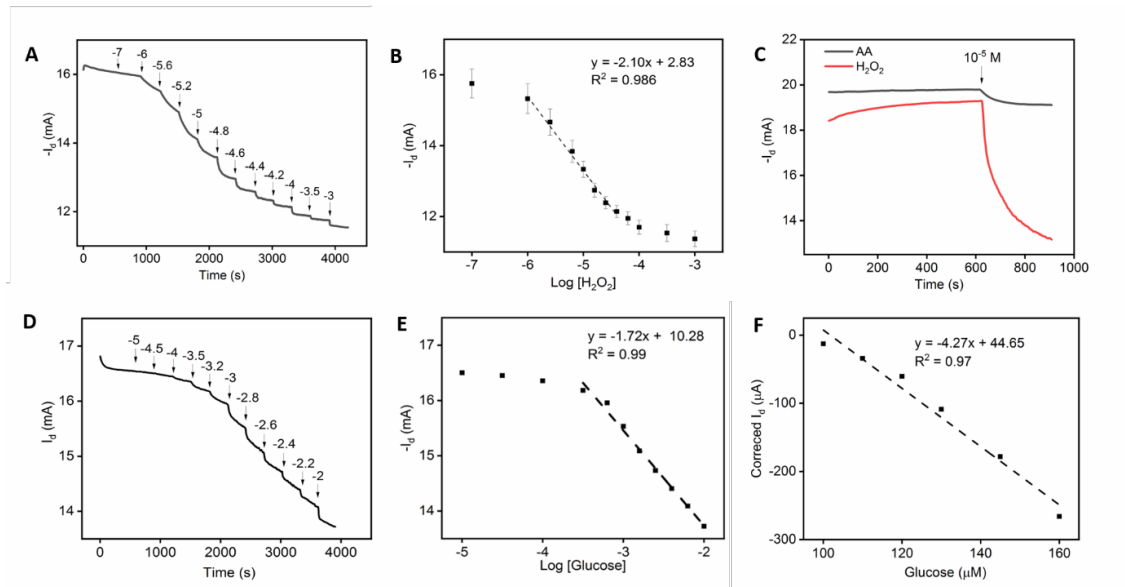 A
-Id (mA)
16
14
12
-7
-6
-5.6
-5.2
-5
-4.8
-4.6
-4.4
-4.2
-4
-3.5
-3
0 1000 2000 3000 4000
Time (s)
B
y = -2.10x + 2.83
R² = 0.986
-Id (mA)
16
14
12
-7 -6 -5 -4 -3
Log [H₂O₂]
C
AA
H₂O₂
10⁻⁵ M
-Id (mA)
22
20
18
16
14
0 200 400 600 800 1000
Time (s)
D
Id (mA)
17
16
15
14
-5
-4.5
-4
-3.5
-3.2
-3
-2.8
-2.6
-2.4
-2.2
-2
0 1000 2000 3000 4000
Time (s)
E
y = -1.72x + 10.28
R² = 0.99
-Id (mA)
17
16
15
14
-5 -4 -3 -2
Log [Glucose]
F
y = -4.27x + 44.65
R² = 0.97
Correced Id (μA)
0
-100
-200
-300
100 120 140 160
Glucose (μM)